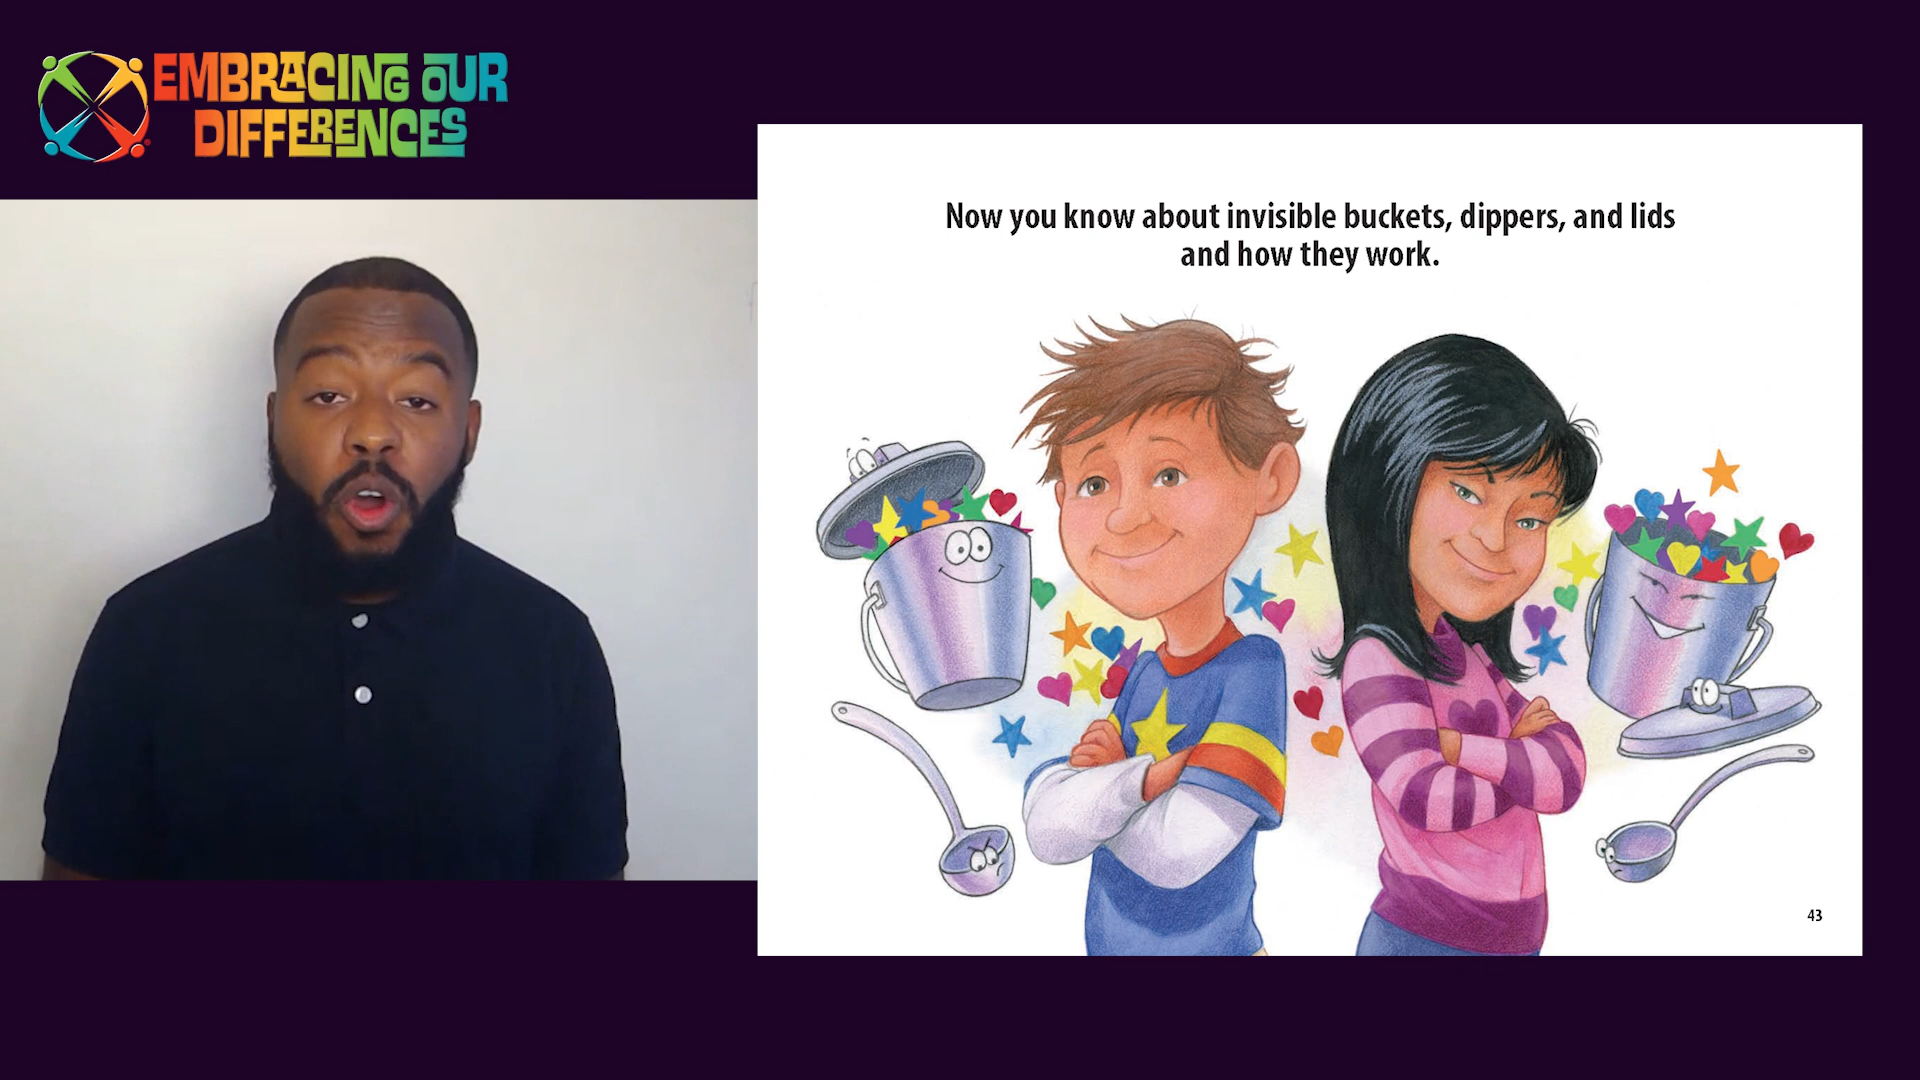 EMBRACING OUR
DIFFERENCES
Now you know about invisible buckets, dippers, and lids
and how they work.
43